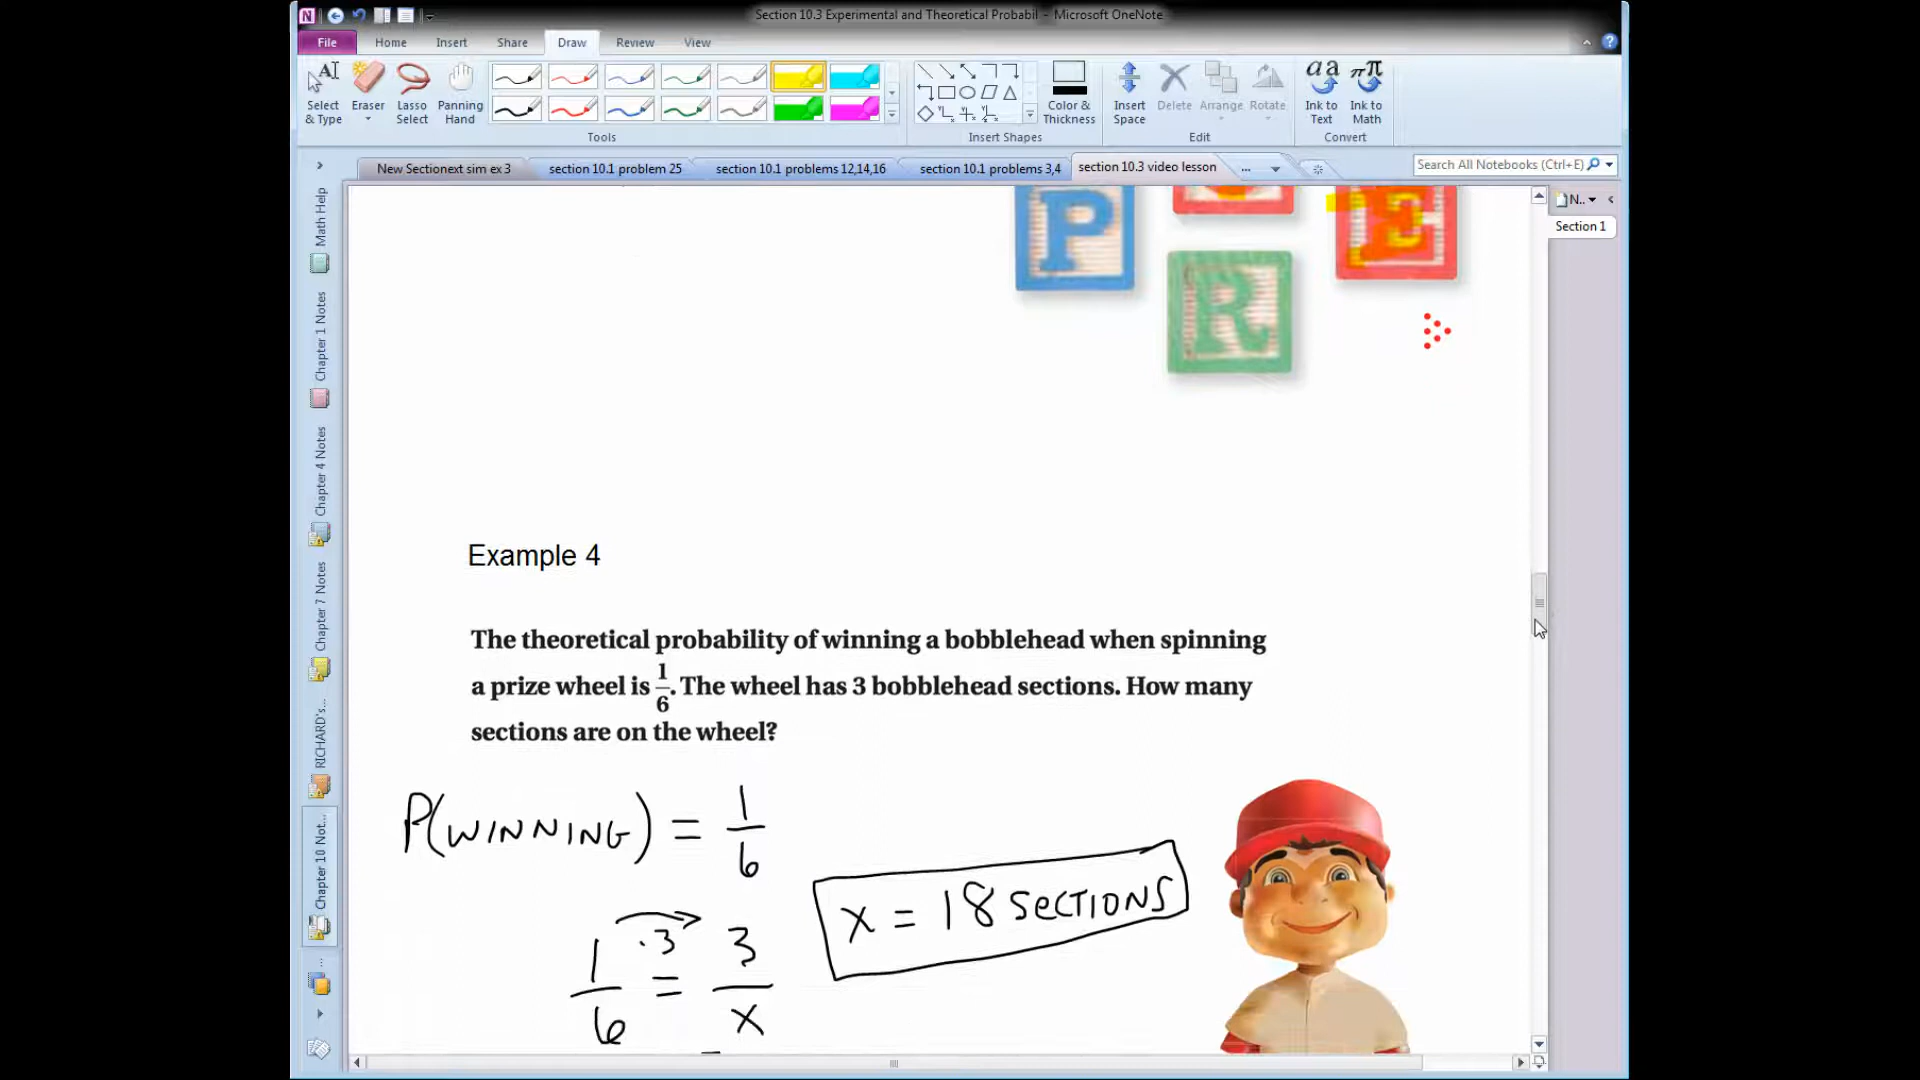 Section 10.3 Experimental and Theoretical Probabil – Microsoft OneNote
File Home Insert Share Draw Review View
Select & Type
Eraser
Lasso Select
Panning Hand
Tools
Insert Shapes
Color & Thickness
Insert Space
Delete
Arrange
Rotate
Edit
Ink to Text
Ink to Math
Convert
New Sectionext sim ex 3
section 10.1 problem 25
section 10.1 problems 12,14,16
section 10.1 problems 3,4
section 10.3 video lesson
...
Search All Notebooks (Ctrl+E)
N..
Section 1
Math Help
Chapter 1 Notes
Chapter 4 Notes
Chapter 7 Notes
RICHARD's...
Chapter 10 Not...
P
E
R
Example 4
The theoretical probability of winning a bobblehead when spinning
a prize wheel is 1/6. The wheel has 3 bobblehead sections. How many
sections are on the wheel?
P(WINNING) = 1/6
x = 18 SECTIONS
·3
1/6 = 3/x